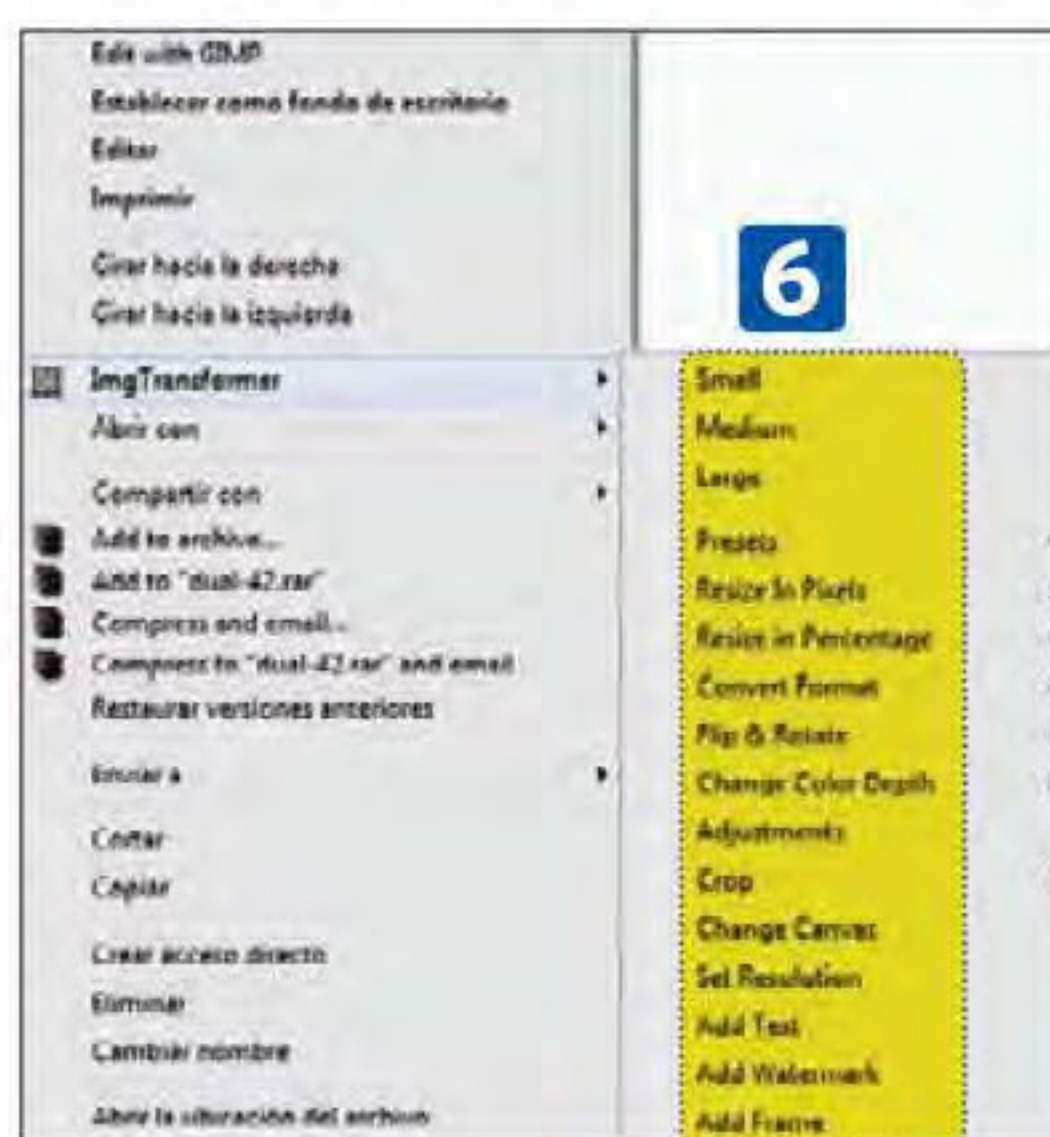 Edit with GIMP
Establecer como fondo de escritorio
Editar
Imprimir
Girar hacia la derecha
Girar hacia la izquierda
ImgTransformer
Abrir con
Compartir con
Add to archive...
Add to "dual-42.rar"
Compress and email...
Compress to "dual-42.rar" and email
Restaurar versiones anteriores
Enviar a
Cortar
Copiar
Crear acceso directo
Eliminar
Cambiar nombre
Abrir la ubicación del archivo
6
Small
Medium
Large
Presets
Resize In Pixels
Resize in Percentage
Convert Format
Flip & Rotate
Change Color Depth
Adjustments
Crop
Change Canvas
Set Resolution
Add Text
Add Watermark
Add Frame